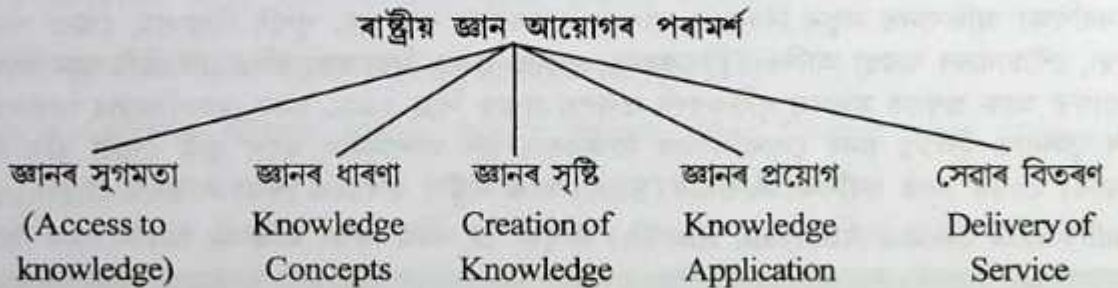 ৰাষ্ট্ৰীয় জ্ঞান আয়োগৰ পৰামৰ্শ
জ্ঞানৰ সুগমতা জ্ঞানৰ ধাৰণা জ্ঞানৰ সৃষ্টি জ্ঞানৰ প্ৰয়োগ সেৱাৰ বিতৰণ
(Access to Knowledge Creation of Knowledge Delivery of
knowledge) Concepts Knowledge Application Service